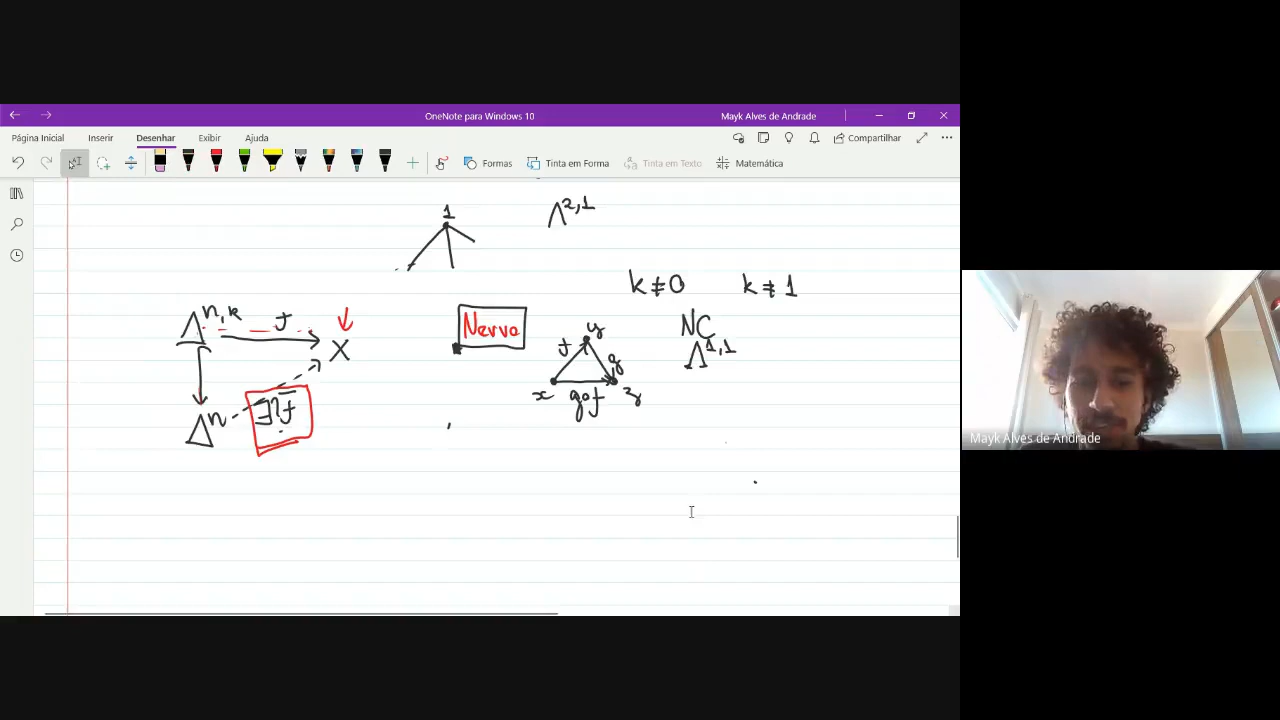 OneNote para Windows 10
Mayk Alves de Andrade
Página Inicial
Inserir
Desenhar
Exibir
Ajuda
Compartilhar
Formas
Tinta em Forma
Tinta em Texto
Matemática
1
Λ^2,1
k ≠ 0
k ≠ 1
Δ^n,k
f
X
Nervo
NC
Λ^1,1
y
f
g
x
g∘f
z
Δ^n
∃! f̄
Mayk Alves de Andrade